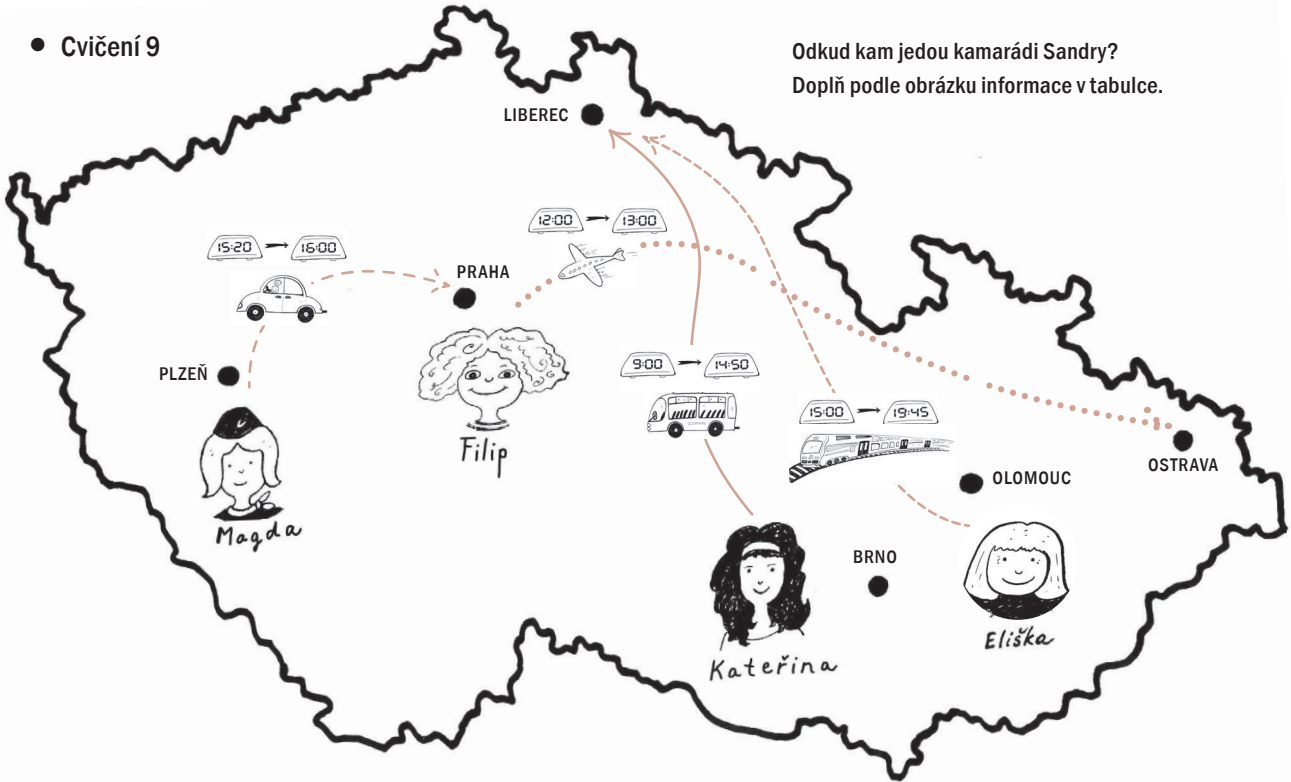 • Cvičení 9
Odkud kam jedou kamarádi Sandry?
Doplň podle obrázku informace v tabulce.
LIBEREC
12:00 13:00
15:20 16:00
PRAHA
9:00 14:50
PLZEŇ
15:00 19:45
Filip
OLOMOUC
OSTRAVA
Magda
BRNO
Eliška
Kateřina